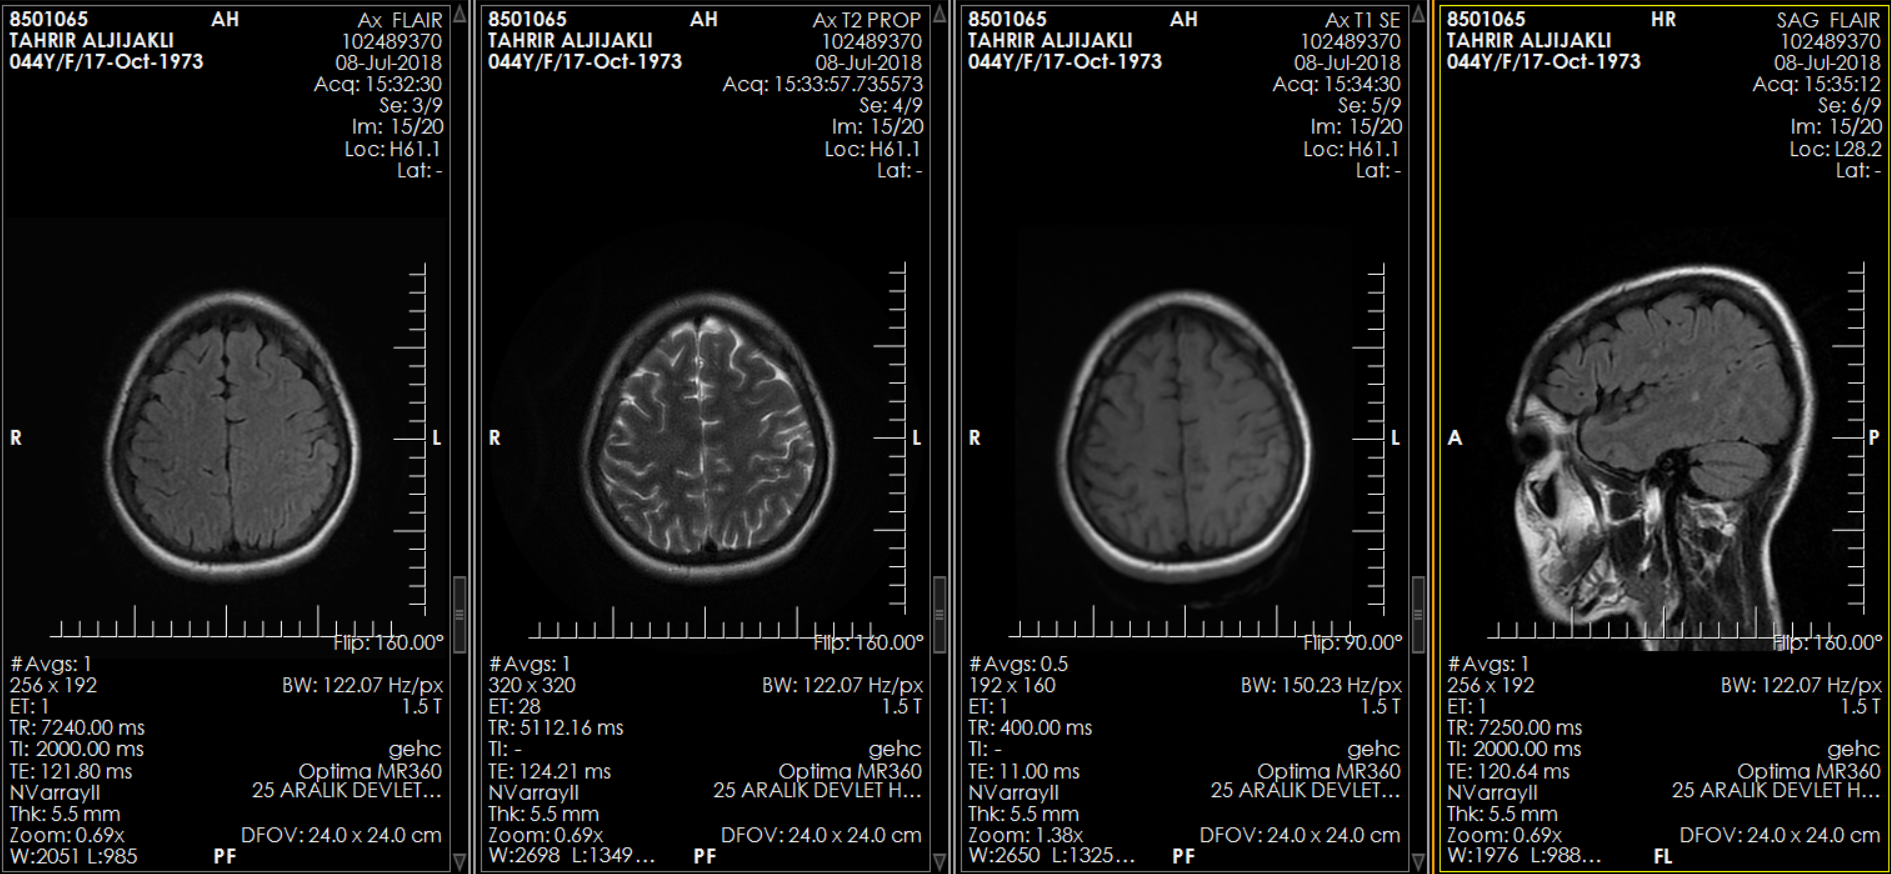 8501065 AH Ax FLAIR
TAHRIR ALJIJAKLI 102489370
044Y/F/17-Oct-1973 08-Jul-2018
Acq: 15:32:30
Se: 3/9
Im: 15/20
Loc: H61.1
Lat: -
R L
Flip: 160.00°
#Avgs: 1
256 x 192 BW: 122.07 Hz/px
ET: 1 1.5 T
TR: 7240.00 ms
TI: 2000.00 ms gehc
TE: 121.80 ms Optima MR360
NVarrayII 25 ARALIK DEVLET...
Thk: 5.5 mm
Zoom: 0.69x DFOV: 24.0 x 24.0 cm
W:2051 L:985 PF
8501065 AH Ax T2 PROP
TAHRIR ALJIJAKLI 102489370
044Y/F/17-Oct-1973 08-Jul-2018
Acq: 15:33:57.735573
Se: 4/9
Im: 15/20
Loc: H61.1
Lat: -
R L
Flip: 160.00°
#Avgs: 1
320 x 320 BW: 122.07 Hz/px
ET: 28 1.5 T
TR: 5112.16 ms
TI: - gehc
TE: 124.21 ms Optima MR360
NVarrayII 25 ARALIK DEVLET H...
Thk: 5.5 mm
Zoom: 0.69x DFOV: 24.0 x 24.0 cm
W:2698 L:1349... PF
8501065 AH Ax T1 SE
TAHRIR ALJIJAKLI 102489370
044Y/F/17-Oct-1973 08-Jul-2018
Acq: 15:34:30
Se: 5/9
Im: 15/20
Loc: H61.1
Lat: -
R L
Flip: 90.00°
#Avgs: 0.5
192 x 160 BW: 150.23 Hz/px
ET: 1 1.5 T
TR: 400.00 ms
TI: - gehc
TE: 11.00 ms Optima MR360
NVarrayII 25 ARALIK DEVLET...
Thk: 5.5 mm
Zoom: 1.38x DFOV: 24.0 x 24.0 cm
W:2650 L:1325... PF
8501065 HR SAG FLAIR
TAHRIR ALJIJAKLI 102489370
044Y/F/17-Oct-1973 08-Jul-2018
Acq: 15:35:12
Se: 6/9
Im: 15/20
Loc: L28.2
Lat: -
A P
Flip: 160.00°
#Avgs: 1
256 x 192 BW: 122.07 Hz/px
ET: 1 1.5 T
TR: 7250.00 ms
TI: 2000.00 ms gehc
TE: 120.64 ms Optima MR360
NVarrayII 25 ARALIK DEVLET H...
Thk: 5.5 mm
Zoom: 0.69x DFOV: 24.0 x 24.0 cm
W:1976 L:988... FL